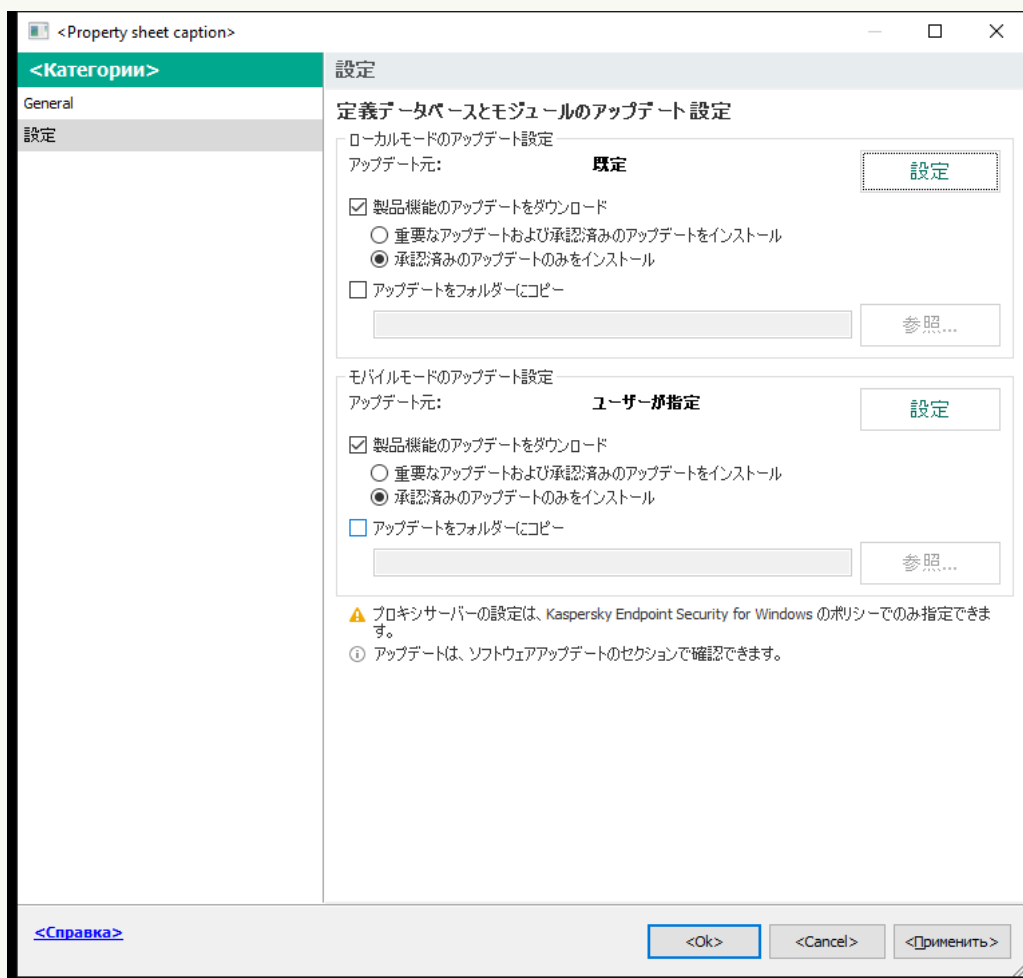 <Property sheet caption>
<Категории>
General
設定
設定
定義データベースとモジュールのアップデート設定
ローカルモードのアップデート設定
アップデート元: 既定
設定
製品機能のアップデートをダウンロード
重要なアップデートおよび承認済みのアップデートをインストール
承認済みのアップデートのみをインストール
アップデートをフォルダーにコピー
参照...
モバイルモードのアップデート設定
アップデート元: ユーザーが指定
設定
製品機能のアップデートをダウンロード
重要なアップデートおよび承認済みのアップデートをインストール
承認済みのアップデートのみをインストール
アップデートをフォルダーにコピー
参照...
プロキシサーバーの設定は、Kaspersky Endpoint Security for Windows のポリシーでのみ指定できま
す。
アップデートは、ソフトウェアアップデートのセクションで確認できます。
<Справка>
<Ok> <Cancel> <Применить>